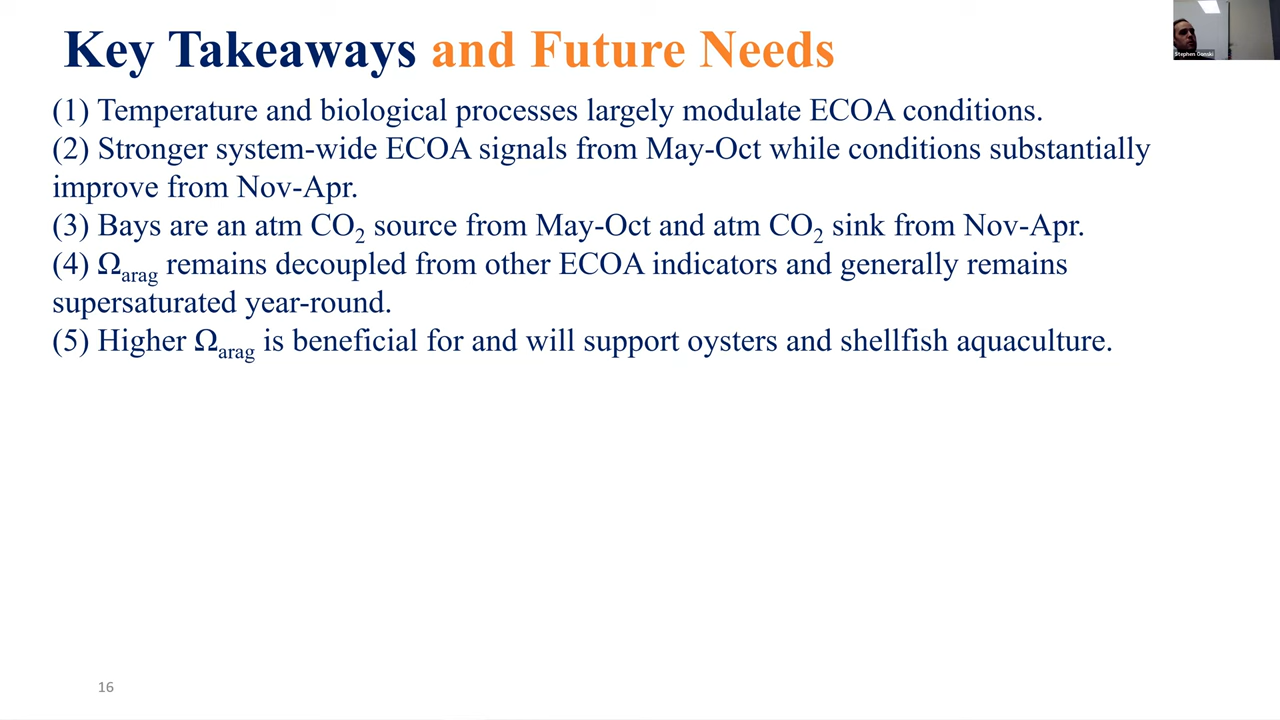 Key Takeaways and Future Needs
Stephen Gonski
(1) Temperature and biological processes largely modulate ECOA conditions.
(2) Stronger system-wide ECOA signals from May-Oct while conditions substantially
improve from Nov-Apr.
(3) Bays are an atm CO₂ source from May-Oct and atm CO₂ sink from Nov-Apr.
(4) Ωarag remains decoupled from other ECOA indicators and generally remains
supersaturated year-round.
(5) Higher Ωarag is beneficial for and will support oysters and shellfish aquaculture.
16